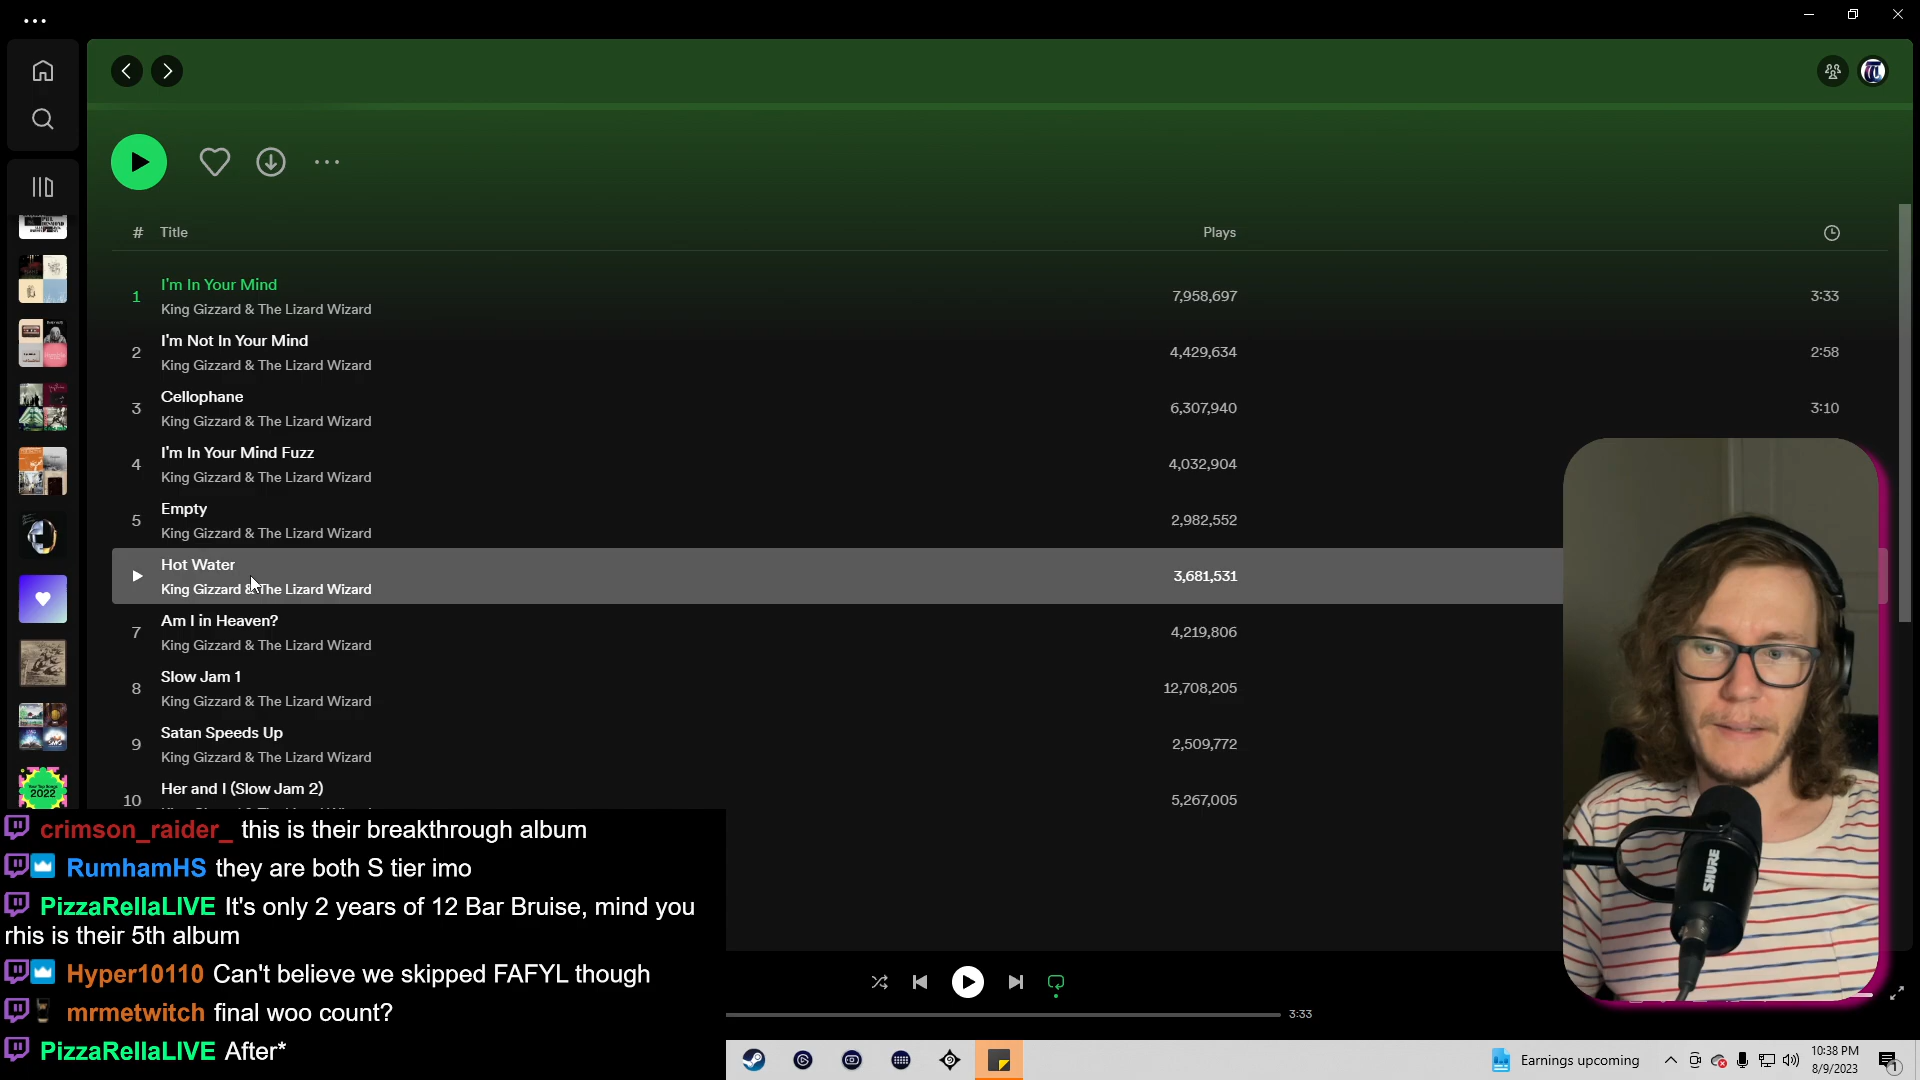 # Title Plays
1 I'm In Your Mind 7,958,697 3:33
King Gizzard & The Lizard Wizard
2 I'm Not In Your Mind 4,429,634 2:58
King Gizzard & The Lizard Wizard
3 Cellophane 6,307,940 3:10
King Gizzard & The Lizard Wizard
4 I'm In Your Mind Fuzz 4,032,904
King Gizzard & The Lizard Wizard
5 Empty 2,982,552
King Gizzard & The Lizard Wizard
Hot Water 3,681,531
King Gizzard & The Lizard Wizard
7 Am I in Heaven? 4,219,806
King Gizzard & The Lizard Wizard
8 Slow Jam 1 12,708,205
King Gizzard & The Lizard Wizard
9 Satan Speeds Up 2,509,772
King Gizzard & The Lizard Wizard
10 Her and I (Slow Jam 2) 5,267,005
2022
crimson_raider_ this is their breakthrough album
RumhamHS they are both S tier imo
PizzaRellaLIVE It's only 2 years of 12 Bar Bruise, mind you
rhis is their 5th album
Hyper10110 Can't believe we skipped FAFYL though
mrmetwitch final woo count?
PizzaRellaLIVE After*
3:33
SHURE
Earnings upcoming
10:38 PM
8/9/2023
1